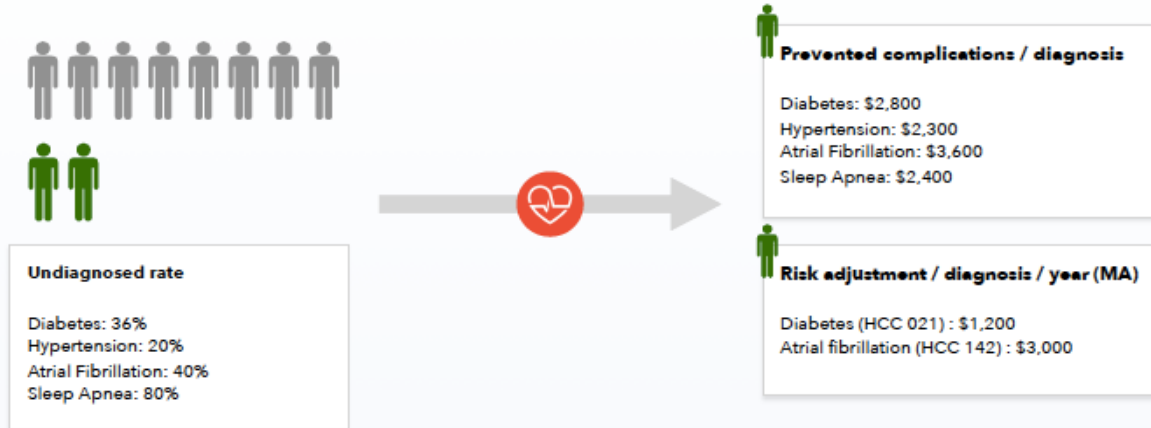 Undiagnosed rate
Diabetes: 36%
Hypertension: 20%
Atrial Fibrillation: 40%
Sleep Apnea: 80%
Prevented complications / diagnosis
Diabetes: $2,800
Hypertension: $2,300
Atrial Fibrillation: $3,600
Sleep Apnea: $2,400
Risk adjustment / diagnosis / year (MA)
Diabetes (HCC 021) : $1,200
Atrial fibrillation (HCC 142) : $3,000